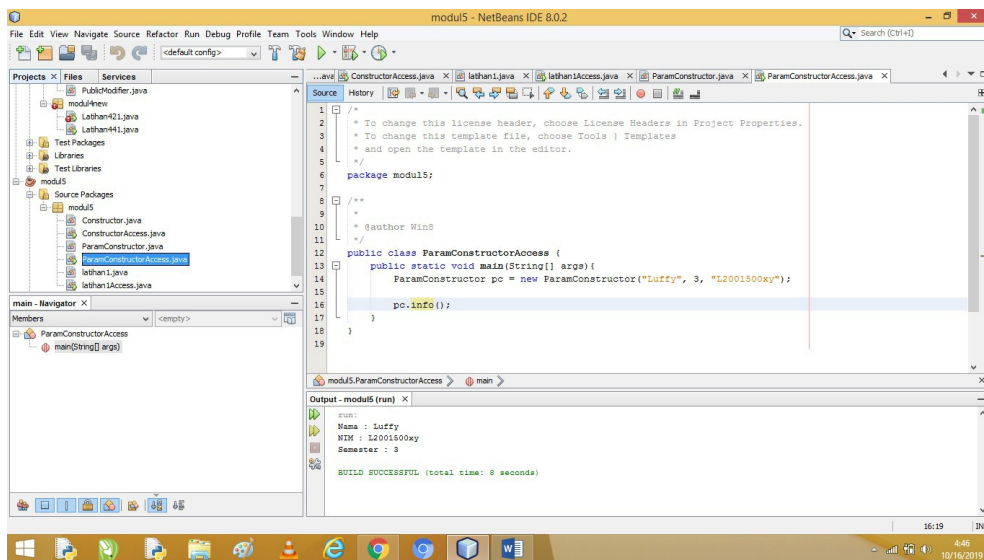 modul5 - NetBeans IDE 8.0.2
File Edit View Navigate Source Refactor Run Debug Profile Team Tools Window Help
Search (Ctrl+I)
<default config>
Projects Files Services
PublicModifier.java
modul4new
Latihan421.java
Latihan441.java
Test Packages
Libraries
Test Libraries
modul5
Source Packages
modul5
Constructor.java
ConstructorAccess.java
ParamConstructor.java
ParamConstructorAccess.java
latihan1.java
latihan1Access.java
main - Navigator
Members <empty>
ParamConstructorAccess
main(String[] args)
...ava ConstructorAccess.java latihan1.java latihan1Access.java ParamConstructor.java ParamConstructorAccess.java
Source History
1 /*
2 * To change this license header, choose License Headers in Project Properties.
3 * To change this template file, choose Tools | Templates
4 * and open the template in the editor.
5 */
6 package modul5;
7
8 /**
9 *
10 * @author Win8
11 */
12 public class ParamConstructorAccess {
13 public static void main(String[] args){
14 ParamConstructor pc = new ParamConstructor("Luffy", 3, "L2001500xy");
15
16 pc.info();
17 }
18 }
19
modul5.ParamConstructorAccess main
Output - modul5 (run)
run:
Nama : Luffy
NIM : L2001500xy
Semester : 3
BUILD SUCCESSFUL (total time: 8 seconds)
16:19 IN
4:46
10/16/2019